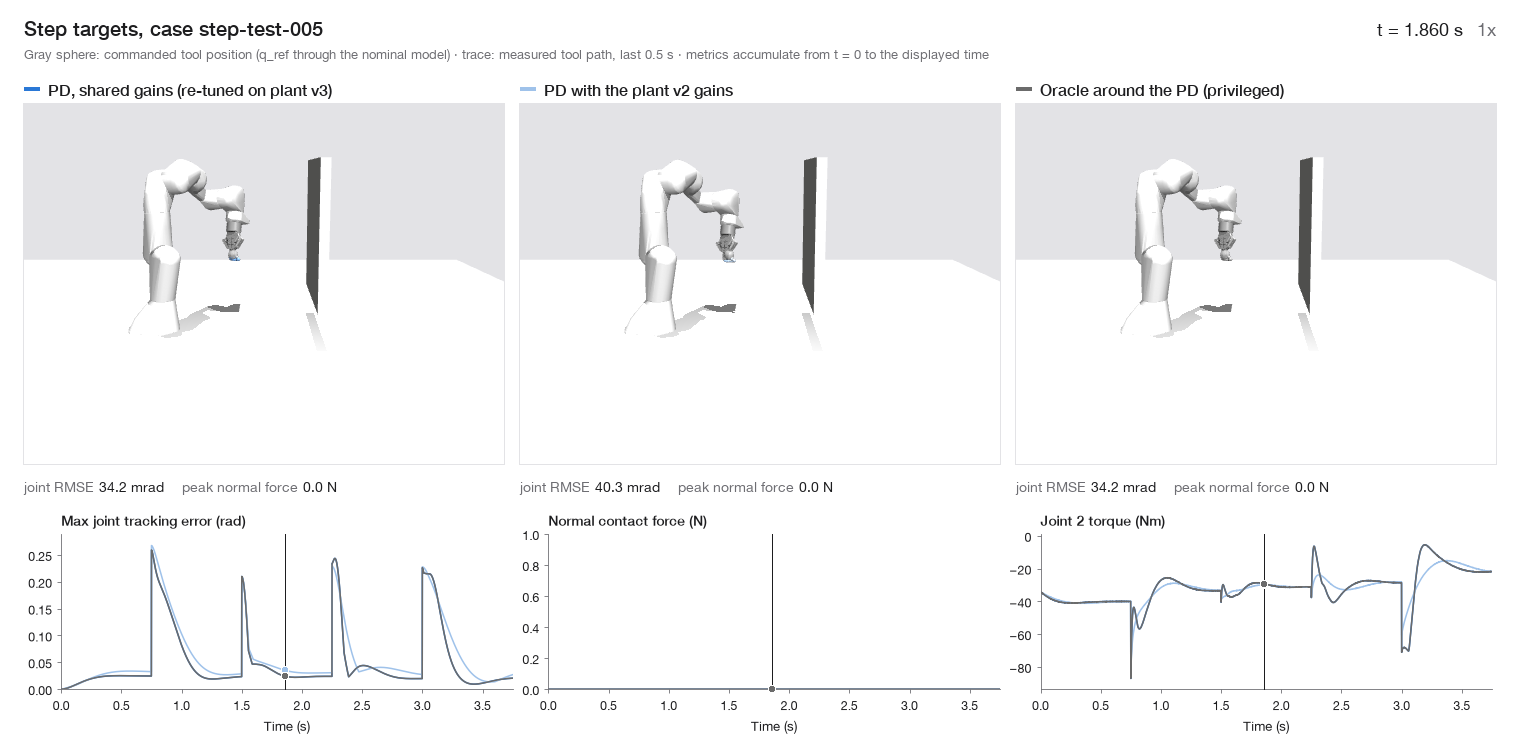 Step targets, case step-test-005
t = 1.860 s 1x
Gray sphere: commanded tool position (q_ref through the nominal model) · trace: measured tool path, last 0.5 s · metrics accumulate from t = 0 to the displayed time
PD, shared gains (re-tuned on plant v3)
PD with the plant v2 gains
Oracle around the PD (privileged)
joint RMSE 34.2 mrad peak normal force 0.0 N
joint RMSE 40.3 mrad peak normal force 0.0 N
joint RMSE 34.2 mrad peak normal force 0.0 N
Max joint tracking error (rad)
0.25
0.20
0.15
0.10
0.05
0.00
0.0 0.5 1.0 1.5 2.0 2.5 3.0 3.5
Time (s)
Normal contact force (N)
1.0
0.8
0.6
0.4
0.2
0.0
0.0 0.5 1.0 1.5 2.0 2.5 3.0 3.5
Time (s)
Joint 2 torque (Nm)
0
−20
−40
−60
−80
0.0 0.5 1.0 1.5 2.0 2.5 3.0 3.5
Time (s)